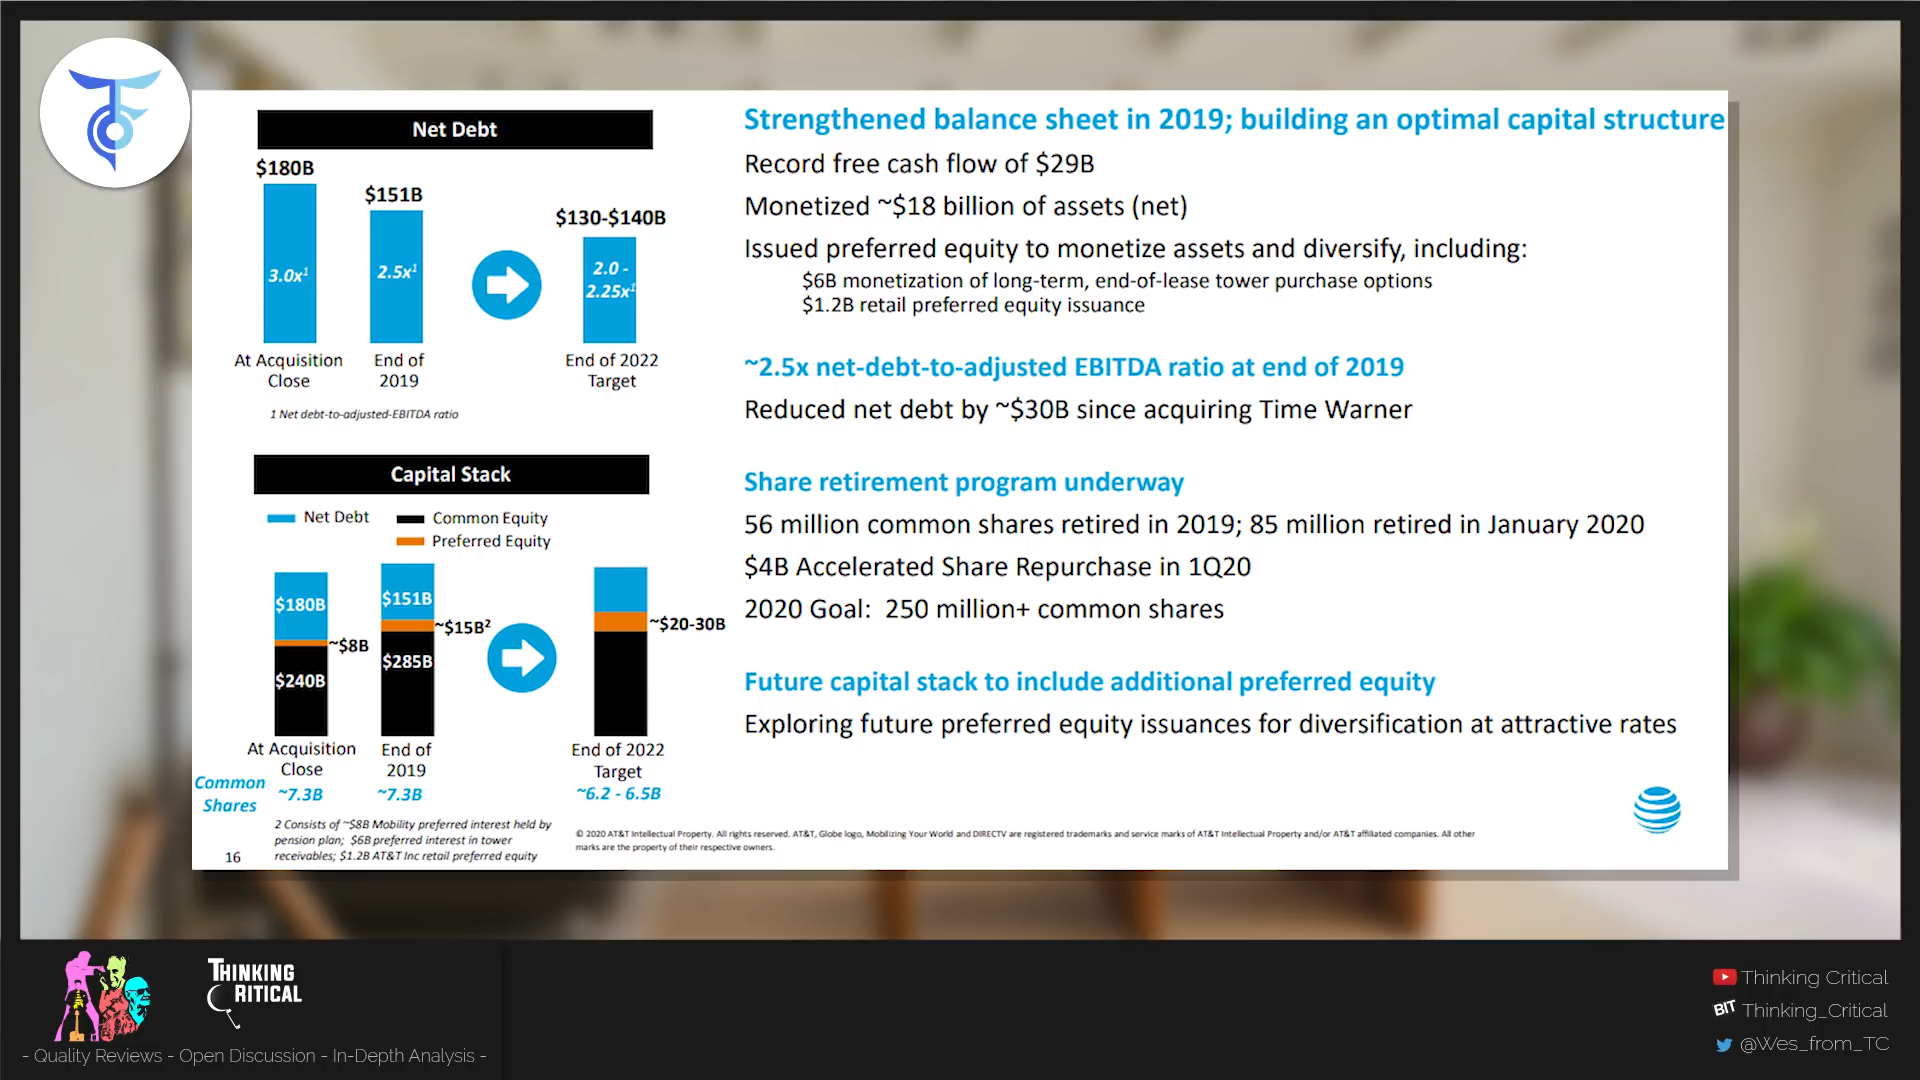 Net Debt
$180B
$151B
$130-$140B
3.0x¹
2.5x¹
2.0 -
2.25x¹
At Acquisition
Close
End of
2019
End of 2022
Target
1 Net debt-to-adjusted-EBITDA ratio
Capital Stack
Net Debt
Common Equity
Preferred Equity
$180B
~$8B
$240B
$151B
~$15B²
$285B
~$20-30B
At Acquisition
Close
End of
2019
End of 2022
Target
Common
Shares
~7.3B
~7.3B
~6.2 - 6.5B
2 Consists of ~$8B Mobility preferred interest held by
pension plan; $6B preferred interest in tower
receivables; $1.2B AT&T Inc retail preferred equity
16
Strengthened balance sheet in 2019; building an optimal capital structure
Record free cash flow of $29B
Monetized ~$18 billion of assets (net)
Issued preferred equity to monetize assets and diversify, including:
$6B monetization of long-term, end-of-lease tower purchase options
$1.2B retail preferred equity issuance
~2.5x net-debt-to-adjusted EBITDA ratio at end of 2019
Reduced net debt by ~$30B since acquiring Time Warner
Share retirement program underway
56 million common shares retired in 2019; 85 million retired in January 2020
$4B Accelerated Share Repurchase in 1Q20
2020 Goal: 250 million+ common shares
Future capital stack to include additional preferred equity
Exploring future preferred equity issuances for diversification at attractive rates
© 2020 AT&T Intellectual Property. All rights reserved. AT&T, Globe logo, Mobilizing Your World and DIRECTV are registered trademarks and service marks of AT&T Intellectual Property and/or AT&T affiliated companies. All other
marks are the property of their respective owners.
THINKING
CRITICAL
- Quality Reviews - Open Discussion - In-Depth Analysis -
Thinking Critical
BIT Thinking_Critical
@Wes_from_TC